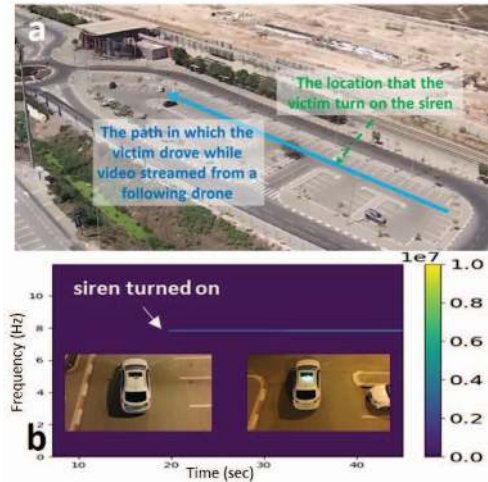 a
The location that the
victim turn on the siren
The path in which the
victim drove while
video streamed from a
following drone
1e7
siren turned on
1.0
0.8
0.6
0.4
0.2
0.0
Frequency (Hz)
10
8
6
4
2
0
b
10
20
30
40
Time (sec)